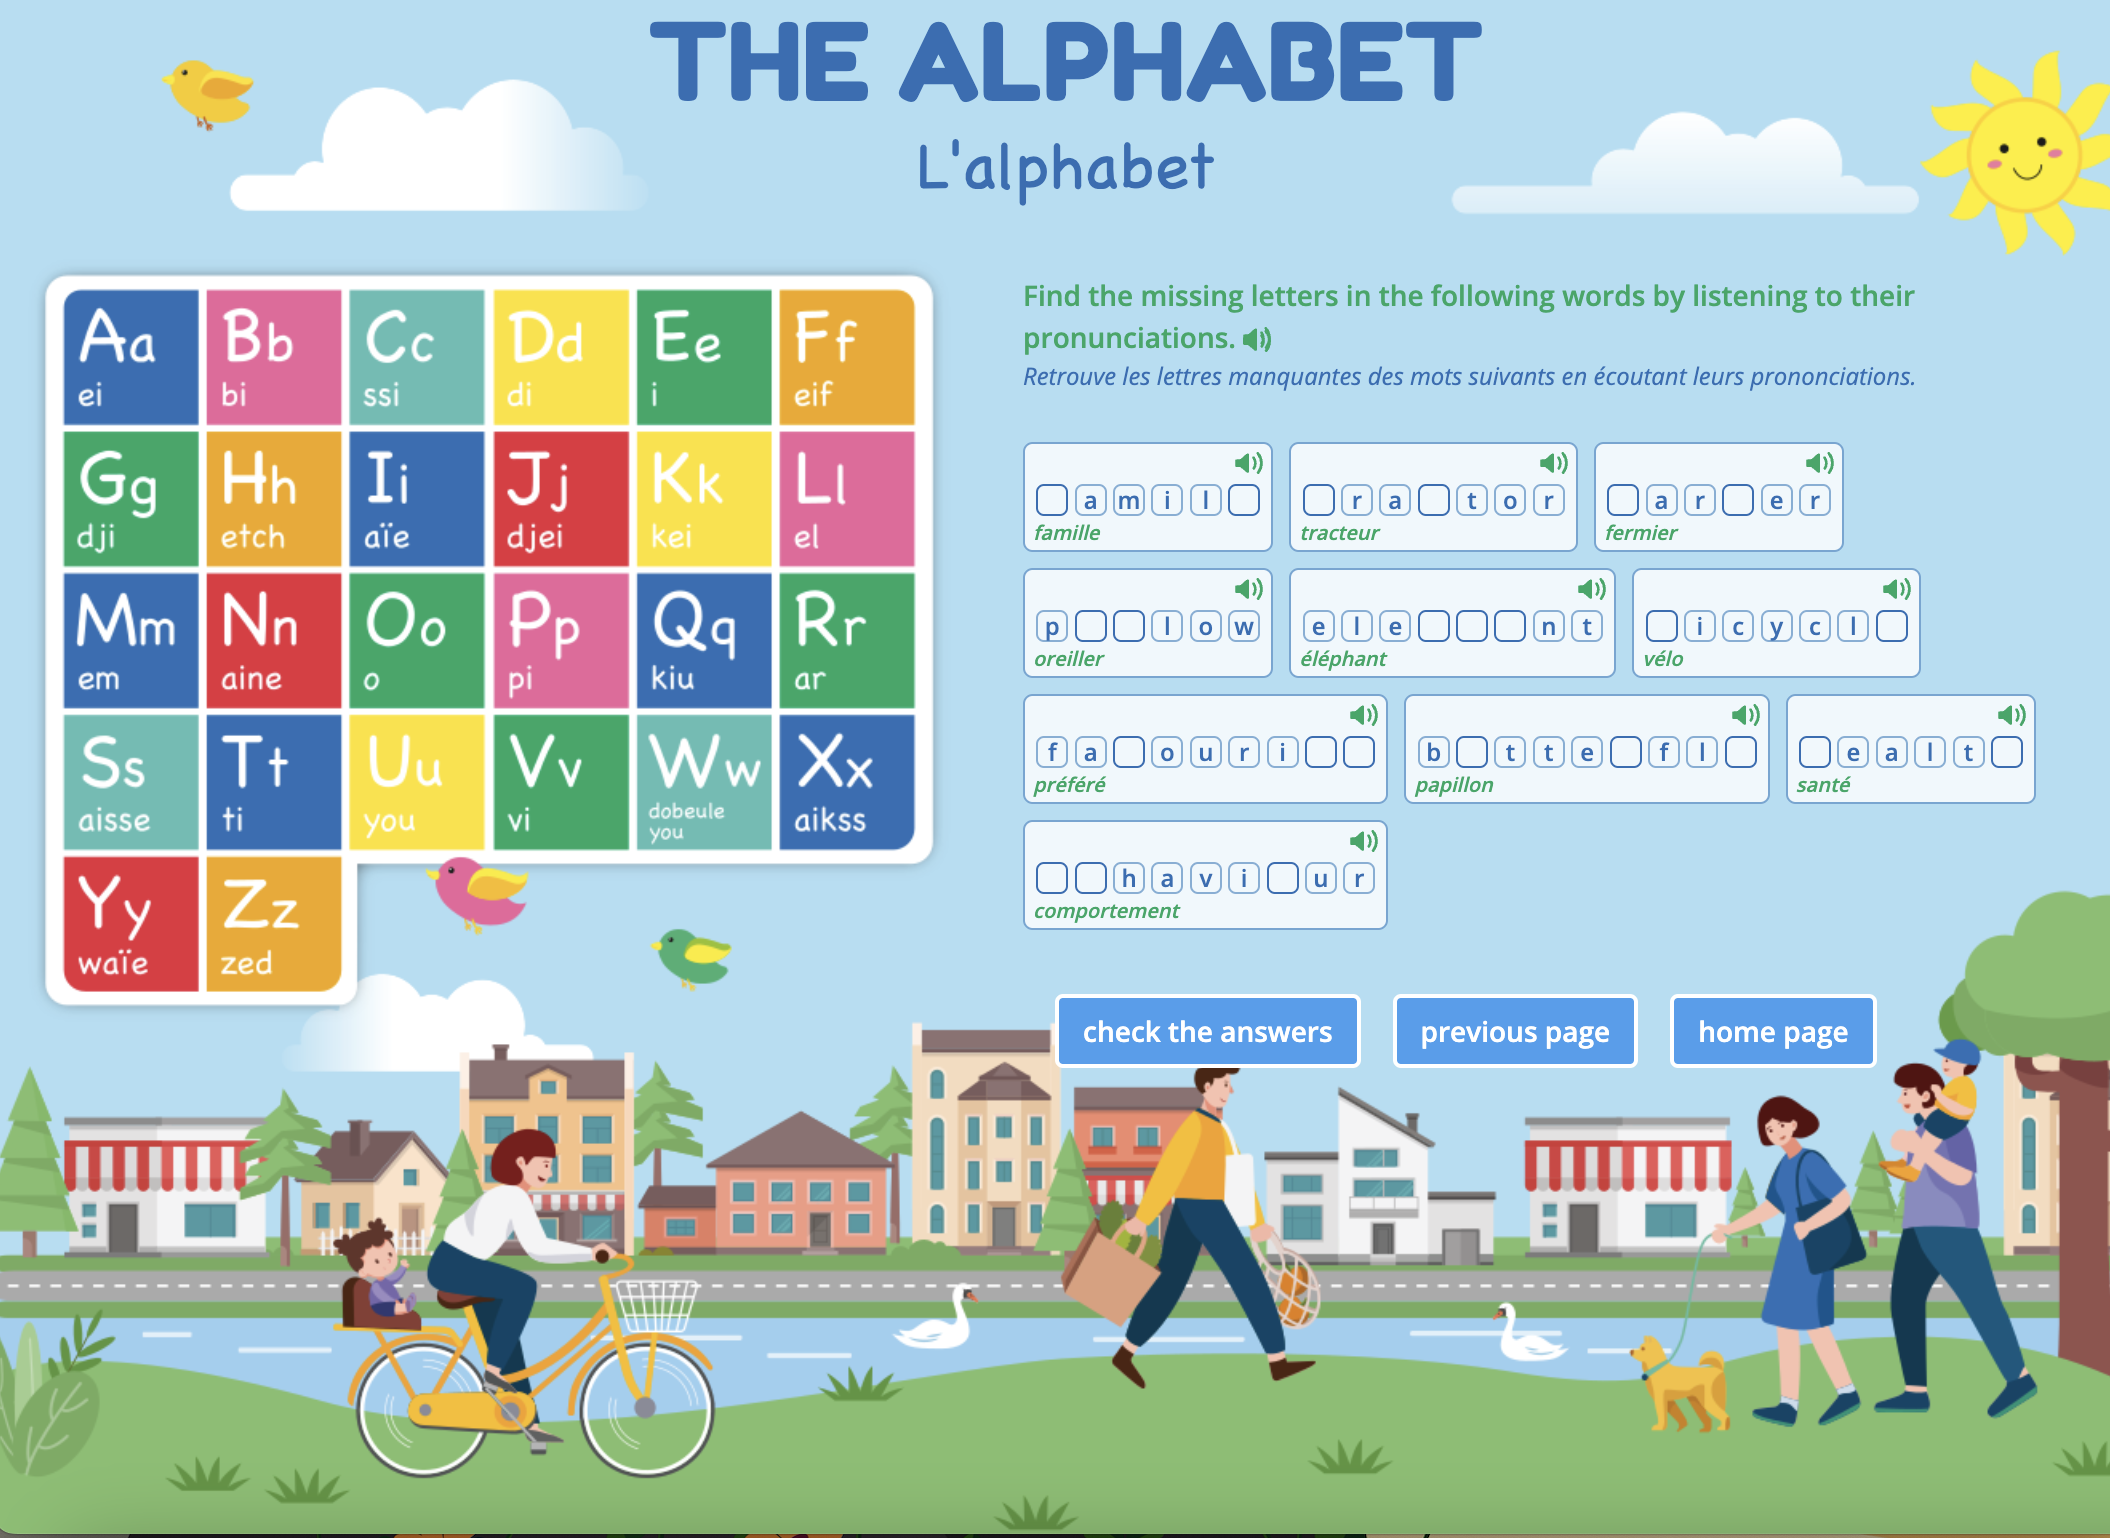 THE ALPHABET
L'alphabet
Aa
ei
Bb
bi
Cc
ssi
Dd
di
Ee
i
Ff
eif
Gg
dji
Hh
etch
Ii
aïe
Jj
djei
Kk
kei
Ll
el
Mm
em
Nn
aine
Oo
o
Pp
pi
Qq
kiu
Rr
ar
Ss
aisse
Tt
ti
Uu
you
Vv
vi
Ww
dobeule
you
Xx
aikss
Yy
waïe
Zz
zed
Find the missing letters in the following words by listening to their
pronunciations.
Retrouve les lettres manquantes des mots suivants en écoutant leurs prononciations.
a m i l
famille
r a t o r
tracteur
a r e r
fermier
p l o w
oreiller
e l e n t
éléphant
i c y c l
vélo
f a o u r i
préféré
b t t e f l
papillon
e a l t
santé
h a v i u r
comportement
check the answers
previous page
home page